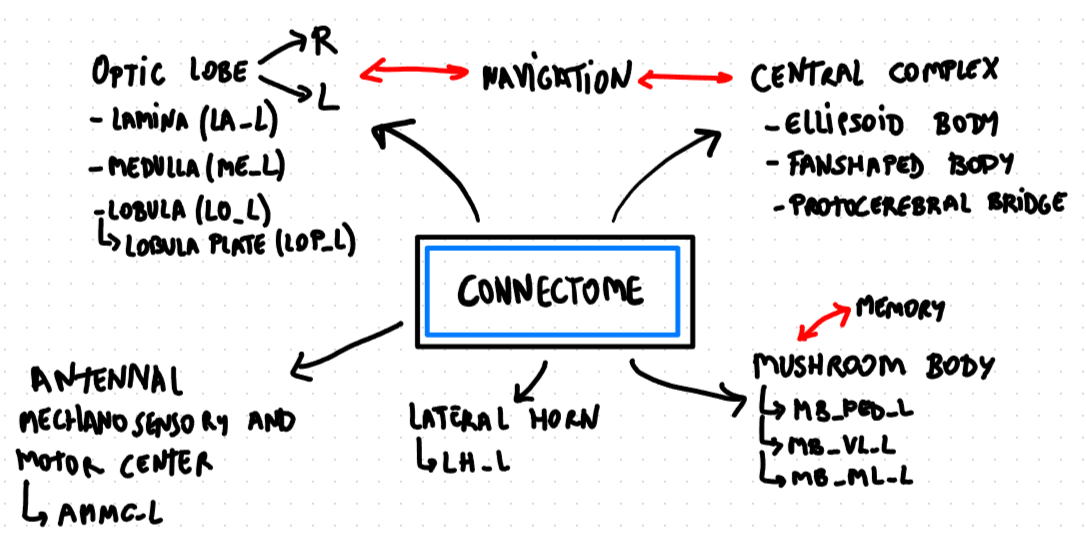 OPTIC LOBE
R
L
- LAMINA (LA_L)
- MEDULLA (ME_L)
- LOBULA (LO_L)
LOBULA PLATE (LOP_L)
NAVIGATION
CENTRAL COMPLEX
- ELLIPSOID BODY
- FANSHAPED BODY
- PROTOCEREBRAL BRIDGE
CONNECTOME
ANTENNAL
MECHANOSENSORY AND
MOTOR CENTER
AMMC_L
LATERAL HORN
LH_L
MEMORY
MUSHROOM BODY
MB_PED_L
MB_VL_L
MB_ML_L